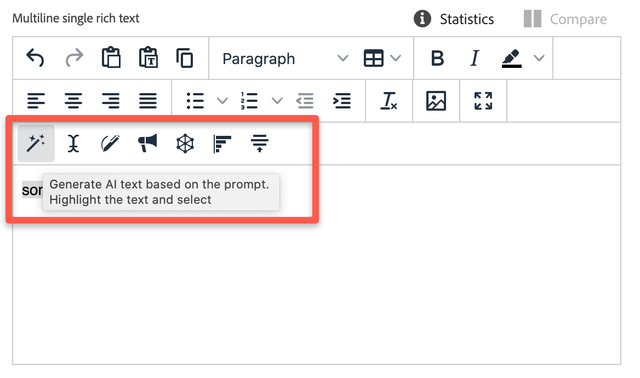 Multiline single rich text
Statistics
Compare
Paragraph
B
I
Generate AI text based on the prompt.
Highlight the text and select